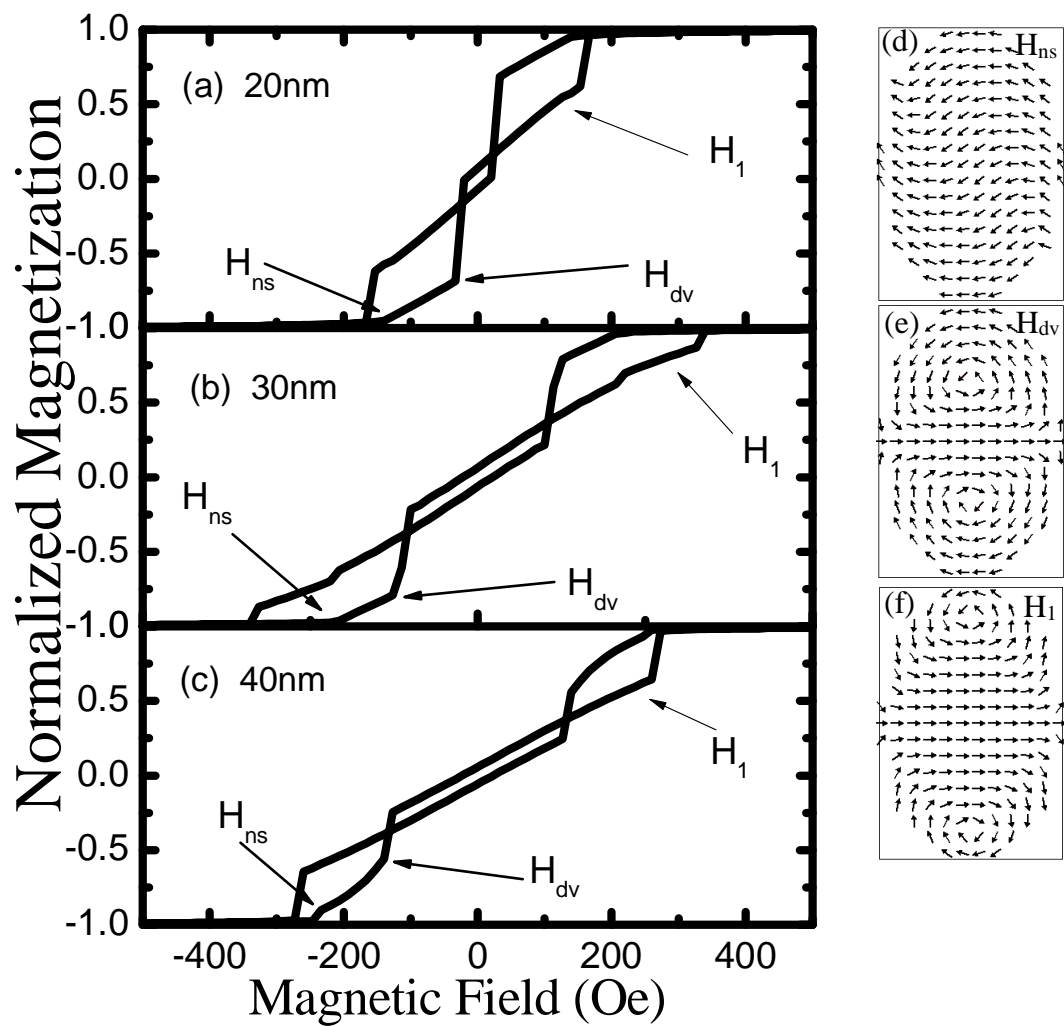 Normalized Magnetization
1.0
0.5
0.0
-0.5
-1.0
(a) 20nm
H1
Hns
Hdv
1.0
0.5
0.0
-0.5
-1.0
(b) 30nm
H1
Hns
Hdv
0.5
0.0
-0.5
-1.0
(c) 40nm
H1
Hns
Hdv
-400 -200 0 200 400
Magnetic Field (Oe)
(d) Hns
(e) Hdv
(f) H1